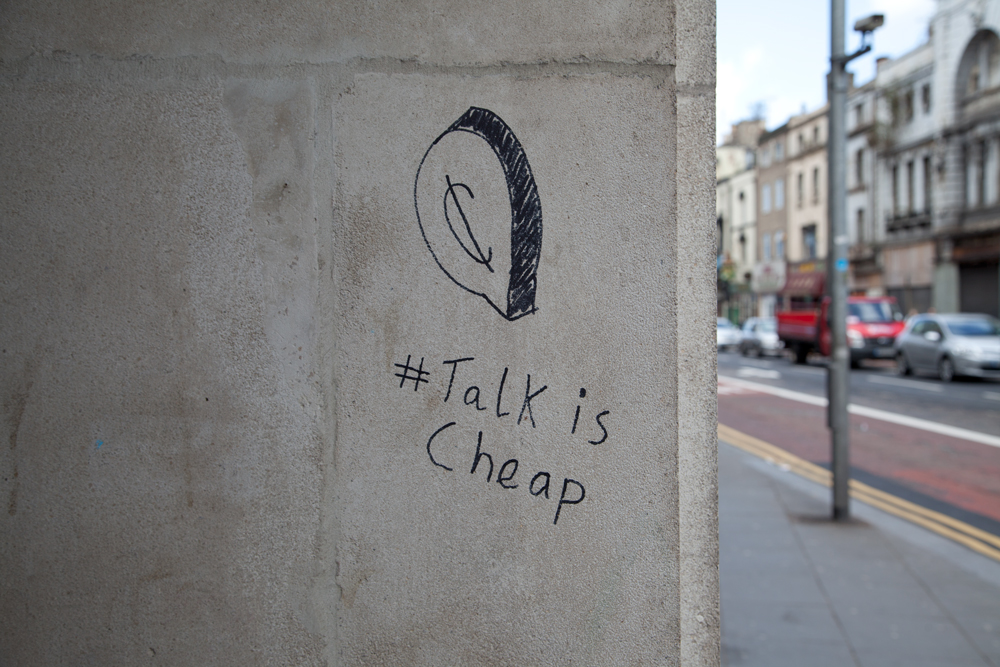 ¢
#Talk is
Cheap